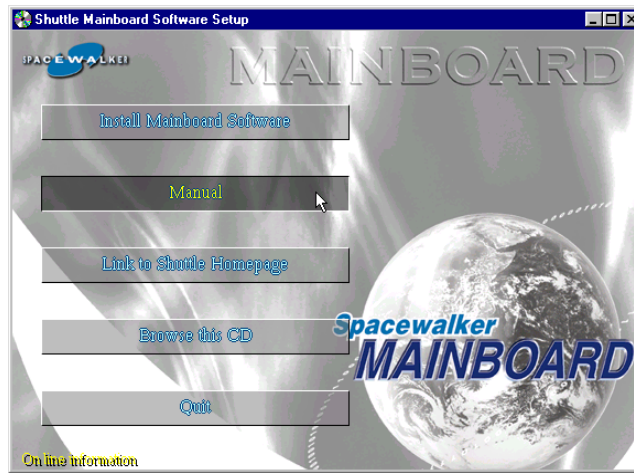 Shuttle Mainboard Software Setup
SPACEWALKER
MAINBOARD
Install Mainboard Software
Manual
Link to Shuttle Homepage
Browse this CD
Spacewalker
MAINBOARD
Quit
On line information